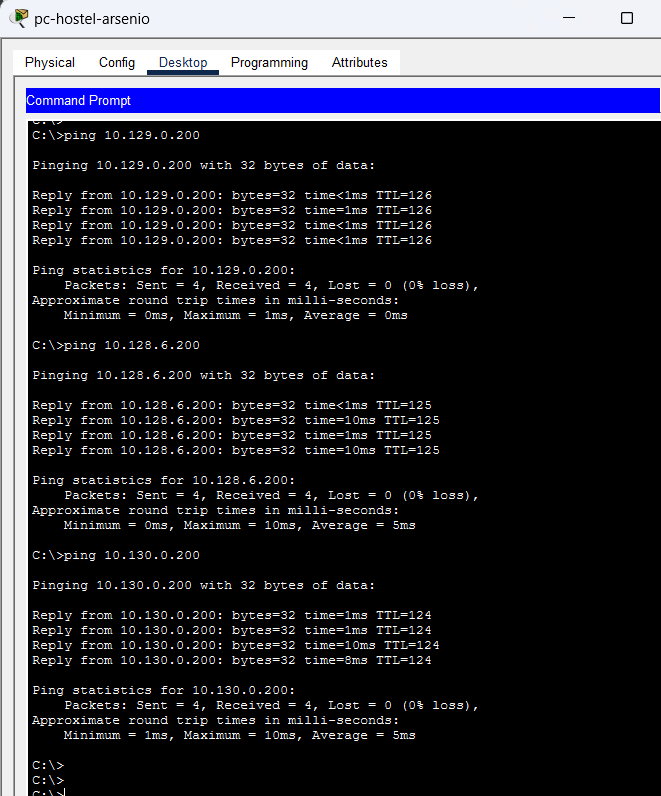 pc-hostel-arsenio
Physical Config Desktop Programming Attributes
Command Prompt
C:\>
C:\>ping 10.129.0.200
Pinging 10.129.0.200 with 32 bytes of data:
Reply from 10.129.0.200: bytes=32 time<1ms TTL=126
Reply from 10.129.0.200: bytes=32 time=1ms TTL=126
Reply from 10.129.0.200: bytes=32 time<1ms TTL=126
Reply from 10.129.0.200: bytes=32 time<1ms TTL=126
Ping statistics for 10.129.0.200:
Packets: Sent = 4, Received = 4, Lost = 0 (0% loss),
Approximate round trip times in milli-seconds:
Minimum = 0ms, Maximum = 1ms, Average = 0ms
C:\>ping 10.128.6.200
Pinging 10.128.6.200 with 32 bytes of data:
Reply from 10.128.6.200: bytes=32 time<1ms TTL=125
Reply from 10.128.6.200: bytes=32 time=10ms TTL=125
Reply from 10.128.6.200: bytes=32 time=1ms TTL=125
Reply from 10.128.6.200: bytes=32 time=10ms TTL=125
Ping statistics for 10.128.6.200:
Packets: Sent = 4, Received = 4, Lost = 0 (0% loss),
Approximate round trip times in milli-seconds:
Minimum = 0ms, Maximum = 10ms, Average = 5ms
C:\>ping 10.130.0.200
Pinging 10.130.0.200 with 32 bytes of data:
Reply from 10.130.0.200: bytes=32 time=1ms TTL=124
Reply from 10.130.0.200: bytes=32 time=1ms TTL=124
Reply from 10.130.0.200: bytes=32 time=10ms TTL=124
Reply from 10.130.0.200: bytes=32 time=8ms TTL=124
Ping statistics for 10.130.0.200:
Packets: Sent = 4, Received = 4, Lost = 0 (0% loss),
Approximate round trip times in milli-seconds:
Minimum = 1ms, Maximum = 10ms, Average = 5ms
C:\>
C:\>
C:\>